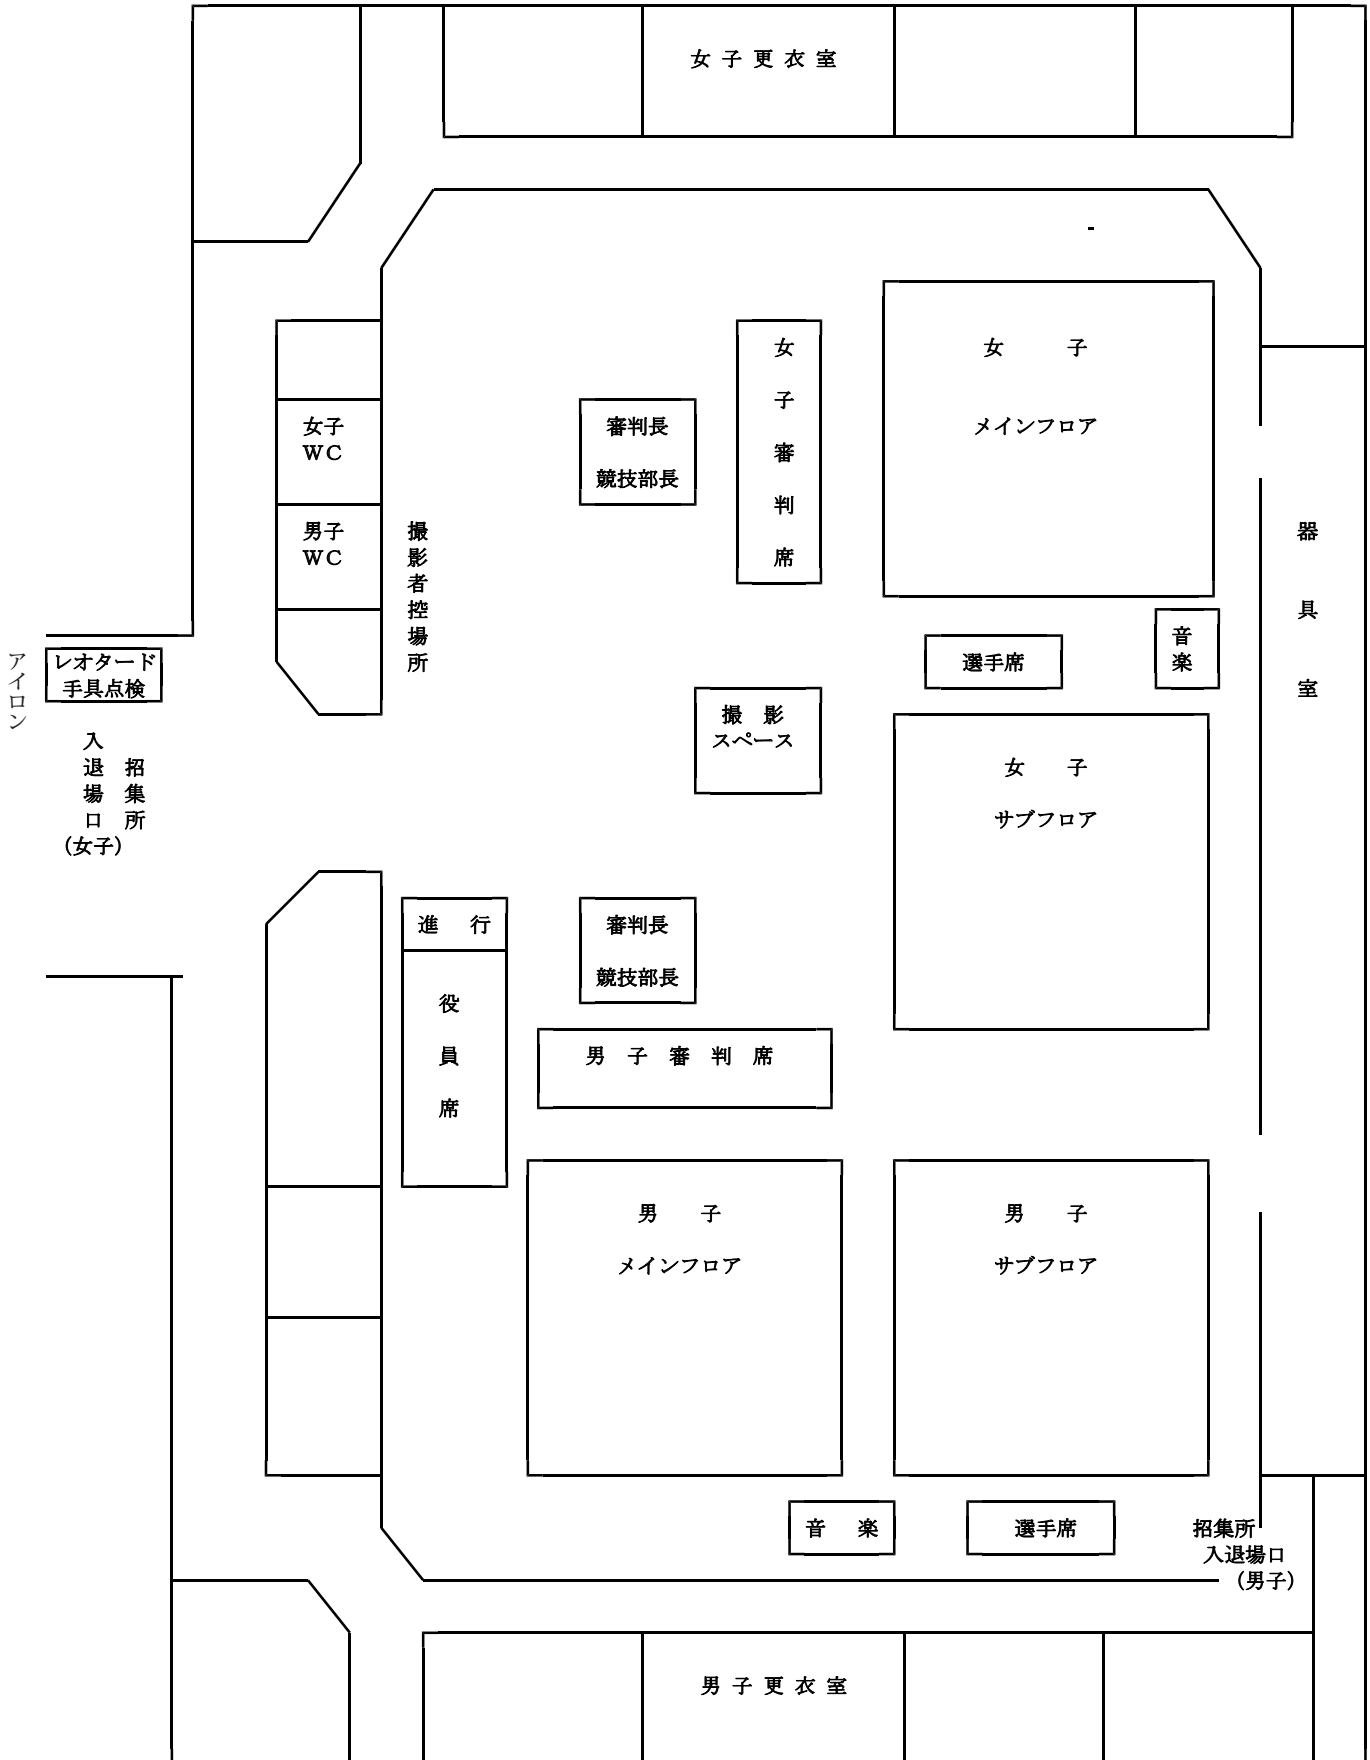 女子更衣室
女子
メインフロア
女子審判席
審判長
競技部長
女子
WC
男子
WC
撮影者控場所
器具室
音楽
選手席
アイロン
レオタード
手具点検
撮 影
スペース
入退場口
招集所
(女子)
女 子
サブフロア
進 行
役員席
審判長
競技部長
男子審判席
男 子
メインフロア
男 子
サブフロア
音 楽
選手席
招集所
入退場口
(男子)
男子更衣室